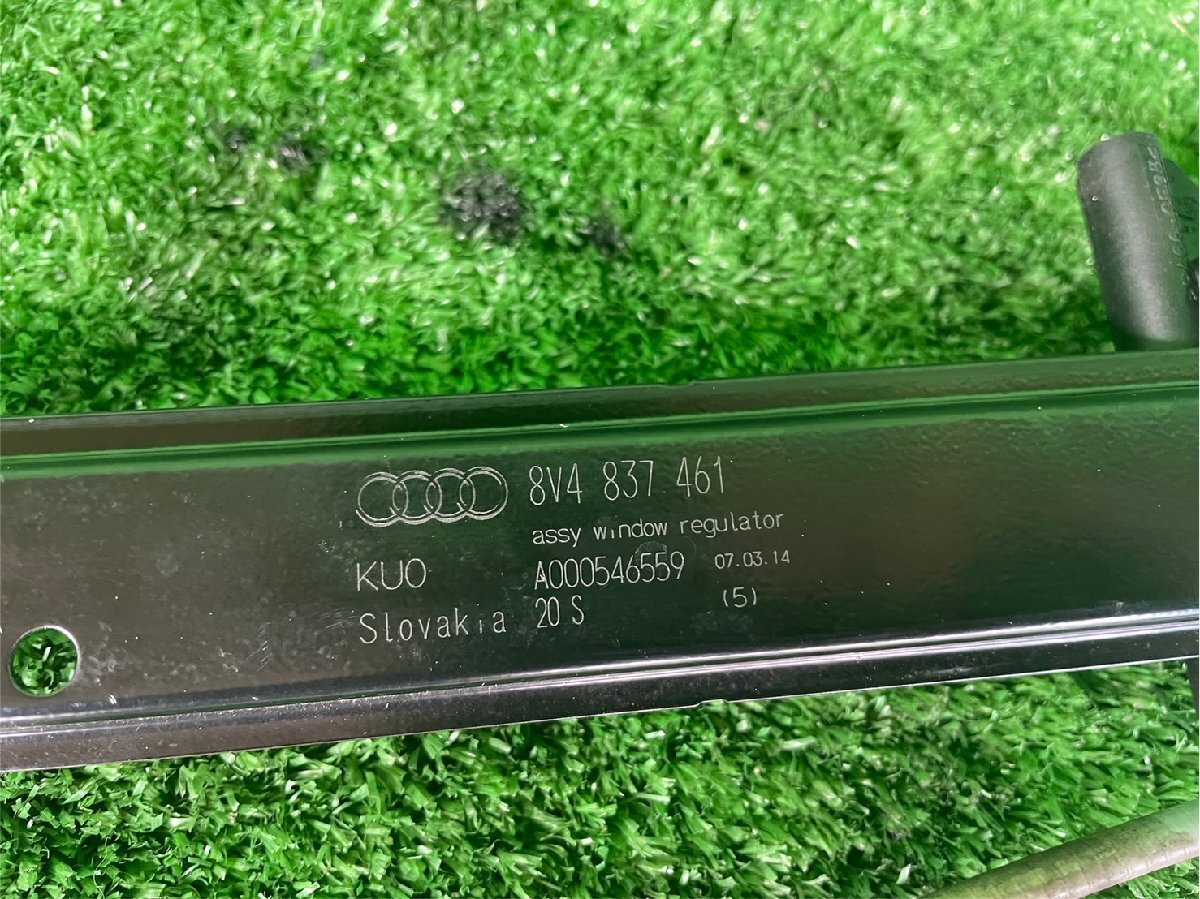 8V4 837 461
assy window regulator
KUO A000546559 07.03.14
Slovakia 20 S (5)